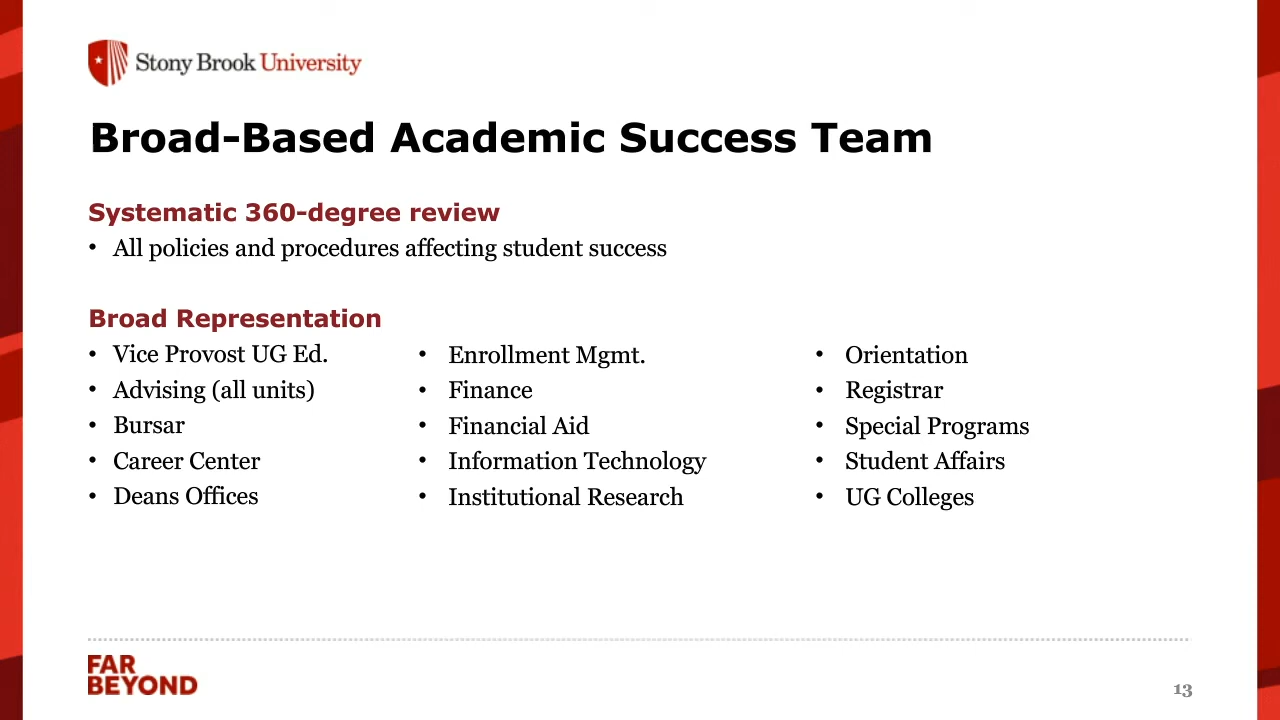 Stony Brook University
Broad-Based Academic Success Team
Systematic 360-degree review
• All policies and procedures affecting student success
Broad Representation
• Vice Provost UG Ed.
• Advising (all units)
• Bursar
• Career Center
• Deans Offices
• Enrollment Mgmt.
• Finance
• Financial Aid
• Information Technology
• Institutional Research
• Orientation
• Registrar
• Special Programs
• Student Affairs
• UG Colleges
FAR
BEYOND
13